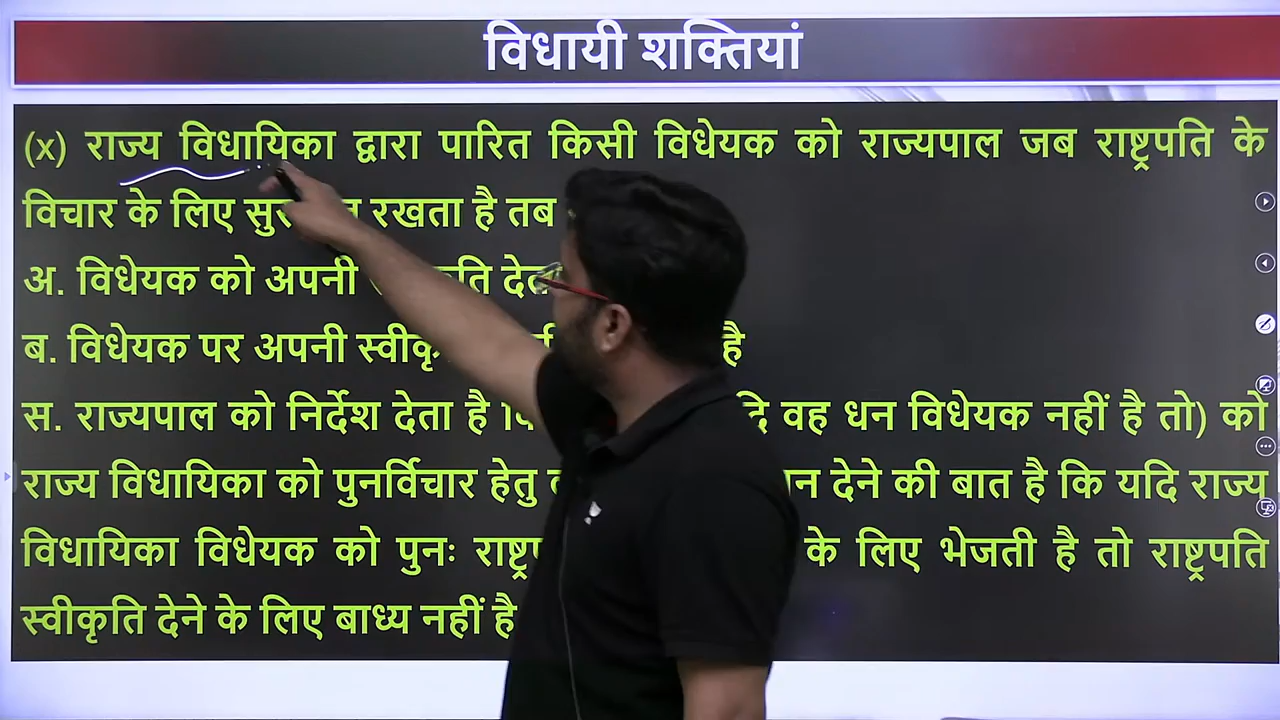 विधायी शक्तियां
(x) राज्य विधायिका द्वारा पारित किसी विधेयक को राज्यपाल जब राष्ट्रपति के
विचार के लिए रखता है तब
अ. विधेयक को अपनी
ब. विधेयक पर अपनी है
स. राज्यपाल को निर्देश देता है वह धन विधेयक नहीं है तो) को
राज्य विधायिका को पुनर्विचार हेतु देने की बात है कि यदि राज्य
विधायिका विधेयक को पुनः के लिए भेजती है तो राष्ट्रपति
स्वीकृति देने के लिए बाध्य नहीं है